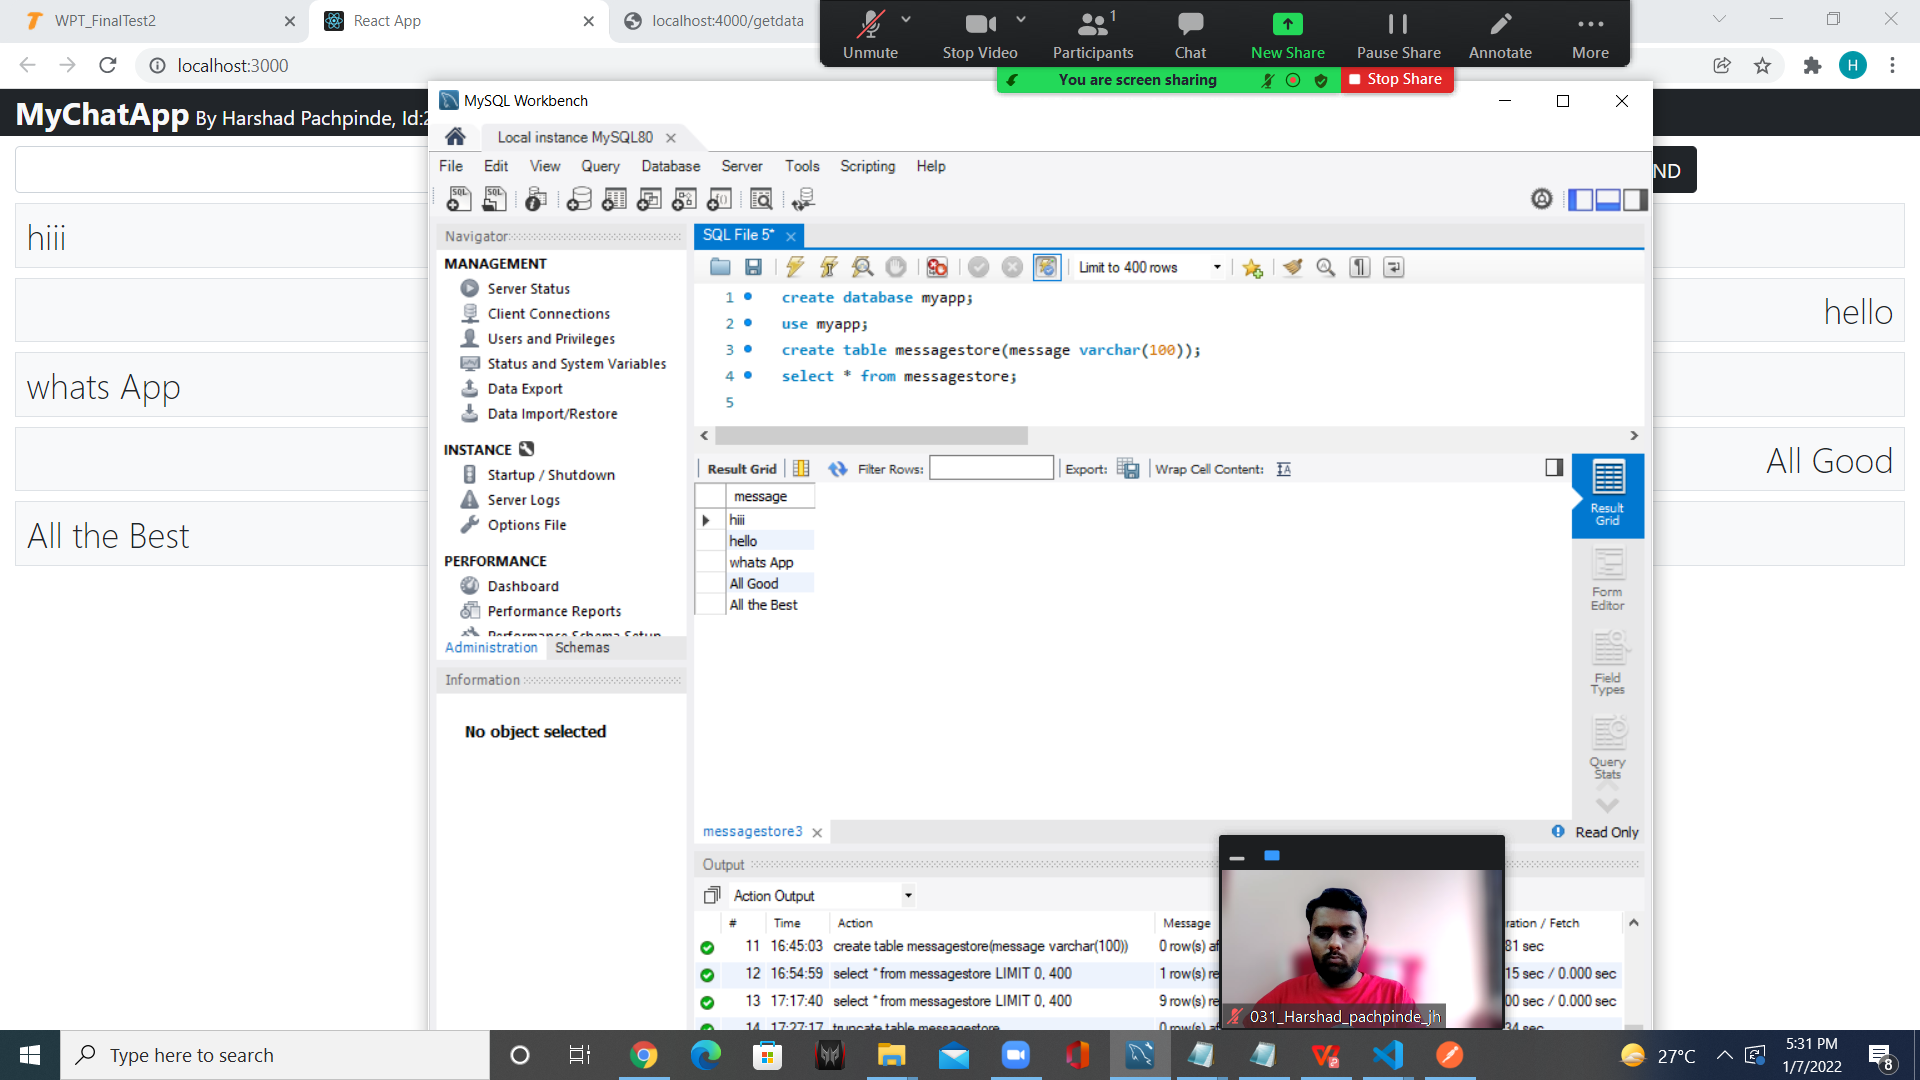 WPT_FinalTest2
React App
localhost:4000/getdata
Unmute
Stop Video
1
Participants
Chat
New Share
Pause Share
Annotate
More
localhost:3000
H
You are screen sharing
Stop Share
MyChatApp By Harshad Pachpinde, Id:2
ND
hiii
hello
whats App
All Good
All the Best
MySQL Workbench
Local instance MySQL80
File Edit View Query Database Server Tools Scripting Help
Navigator
SQL File 5*
MANAGEMENT
Server Status
Client Connections
Users and Privileges
Status and System Variables
Data Export
Data Import/Restore
INSTANCE
Startup / Shutdown
Server Logs
Options File
PERFORMANCE
Dashboard
Performance Reports
Performance Schema Setup
Administration Schemas
Information
No object selected
Limit to 400 rows
1 create database myapp;
2 use myapp;
3 create table messagestore(message varchar(100));
4 select * from messagestore;
5
Result Grid Filter Rows: Export: Wrap Cell Content:
message
hiii
hello
whats App
All Good
All the Best
Result Grid
Form Editor
Field Types
Query Stats
messagestore3
Read Only
Output
Action Output
# Time Action Message ration / Fetch
11 16:45:03 create table messagestore(message varchar(100)) 0 row(s) af 81 sec
12 16:54:59 select * from messagestore LIMIT 0, 400 1 row(s) re 15 sec / 0.000 sec
13 17:17:40 select * from messagestore LIMIT 0, 400 9 row(s) re 00 sec / 0.000 sec
14 17:27:17 truncate table messagestore 0 row(s) af 34 sec
031_Harshad_pachpinde_jh
Type here to search
27°C
5:31 PM
1/7/2022
8